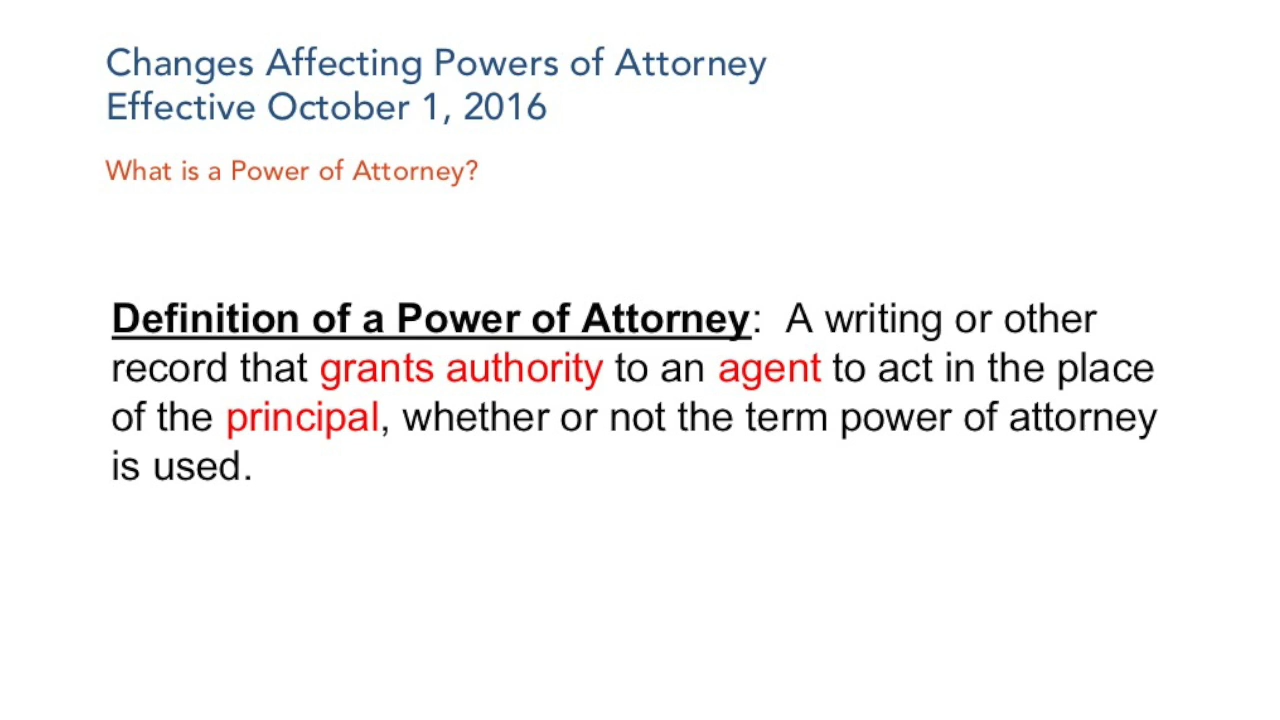 Changes Affecting Powers of Attorney
Effective October 1, 2016
What is a Power of Attorney?
Definition of a Power of Attorney:  A writing or other
record that grants authority to an agent to act in the place
of the principal, whether or not the term power of attorney
is used.